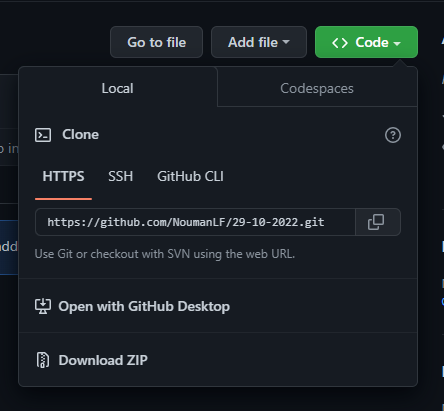 Go to file
Add file
Code
Local
Codespaces
Clone
HTTPS
SSH
GitHub CLI
https://github.com/NoumanLF/29-10-2022.git
Use Git or checkout with SVN using the web URL.
Open with GitHub Desktop
Download ZIP